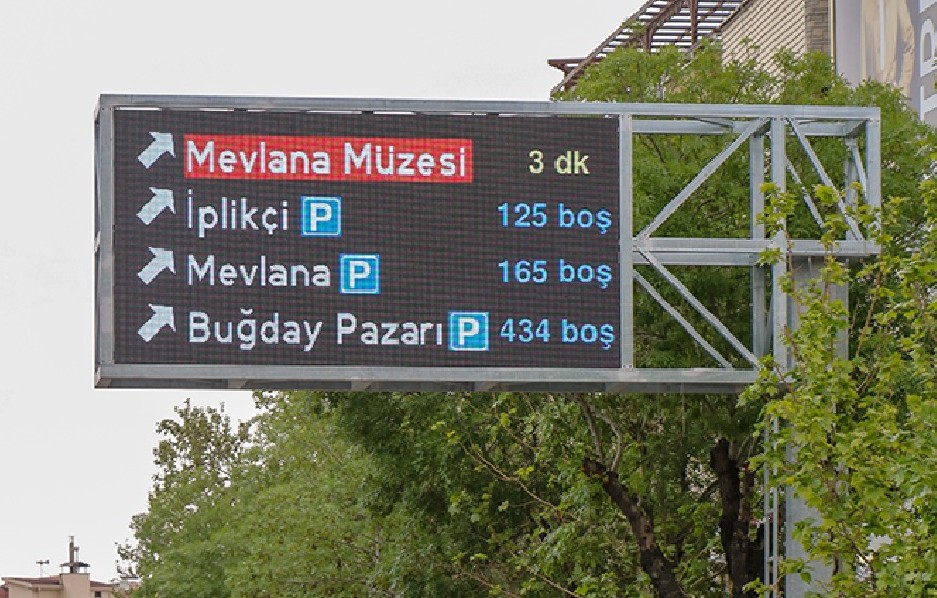 Mevlana Müzesi 3 dk
İplikçi P 125 boş
Mevlana P 165 boş
Buğday Pazarı P 434 boş